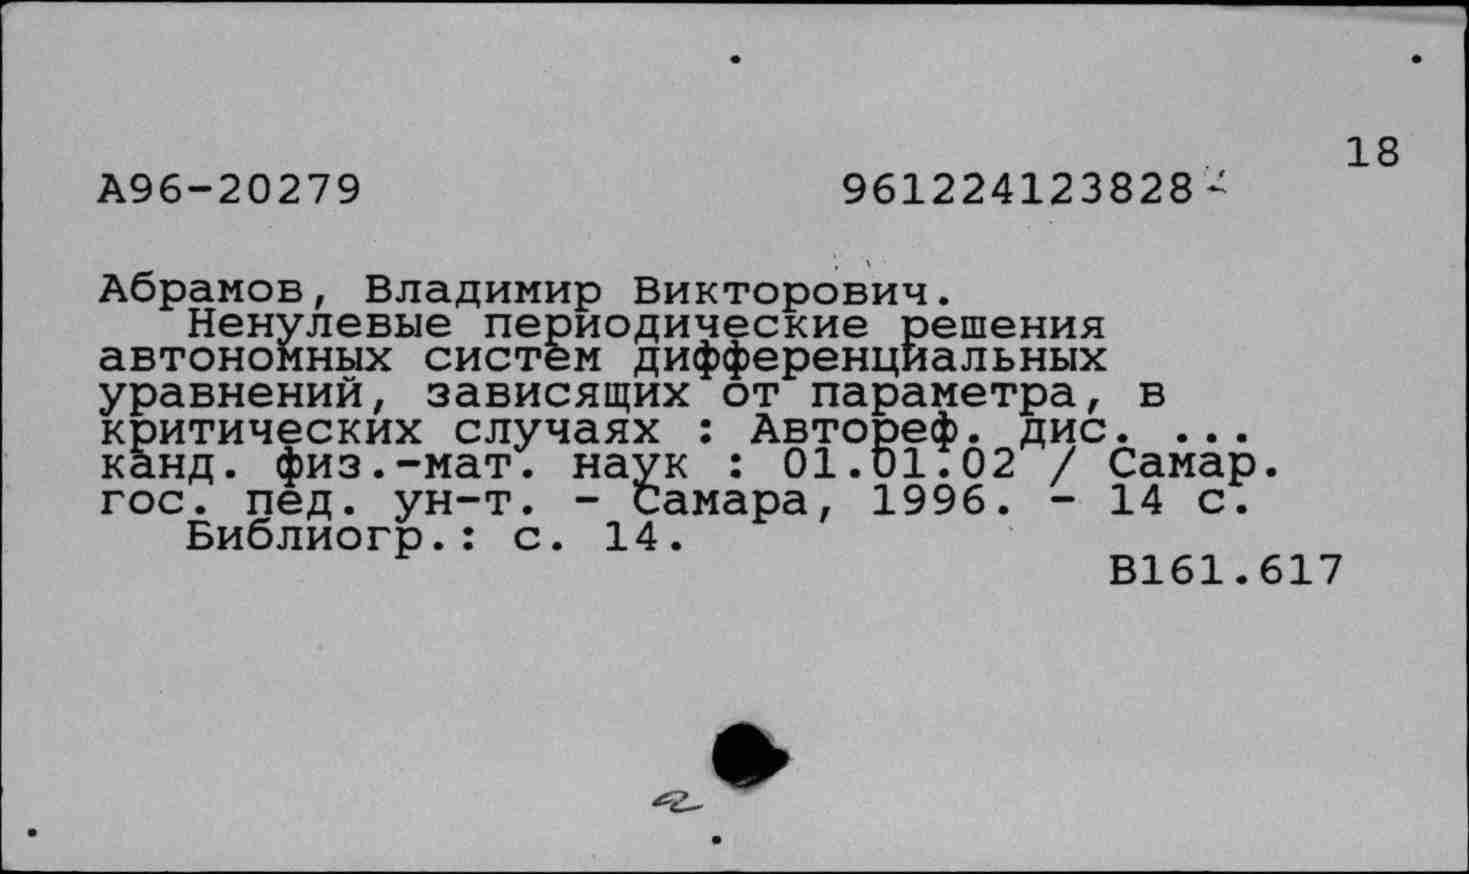 18
А96-20279 961224123828
Абрамов, Владимир Викторович.
Ненулевые периодические решения
автономных систем дифференциальных
уравнений, зависящих от параметра, в
критических случаях : Автореф. дис. ...
канд. физ.-мат. наук : 01.01.02 / Самар.
гос. пед. ун-т. - Самара, 1996. - 14 с.
Библиогр.: с. 14.
В161.617